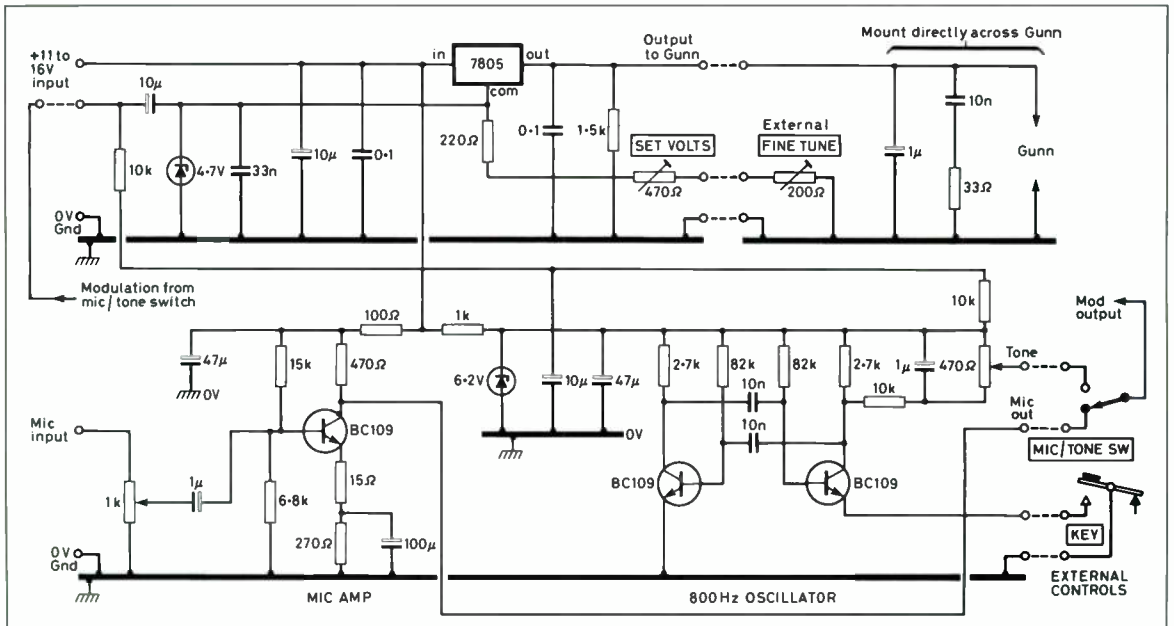 Mount directly across Gunn
+11 to
16V
input
in
7805
out
com
Output
to Gunn
10μ
10k
4·7V
33n
10μ
0·1
220Ω
0·1
1·5k
SET VOLTS
470Ω
External
FINE TUNE
200Ω
1μ
10n
33Ω
Gunn
0V
Gnd
Modulation from
mic/tone switch
100Ω
1k
10k
Mod
output
47μ
0V
15k
470Ω
6·2V
10μ
47μ
0V
2·7k
82k
82k
2·7k
10n
10n
10k
1μ
470Ω
Tone
Mic
out
MIC/TONE SW
Mic
input
1k
1μ
6·8k
BC109
15Ω
270Ω
100μ
BC109
BC109
KEY
0V
Gnd
MIC AMP
800Hz OSCILLATOR
EXTERNAL
CONTROLS